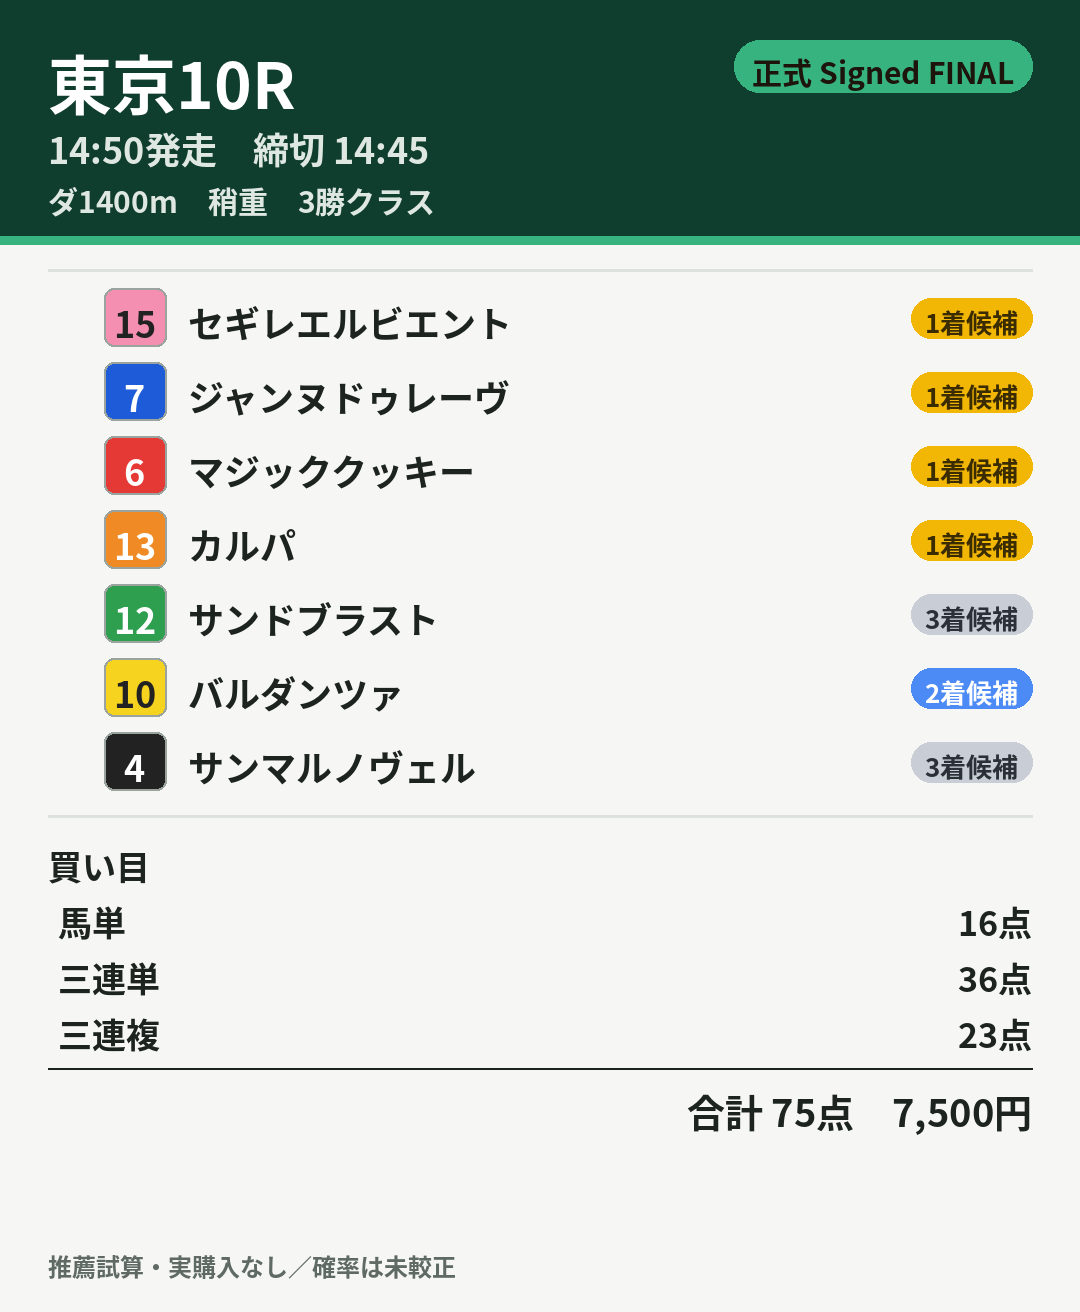 東京10R
正式 Signed FINAL
14:50発走　締切 14:45
ダ1400m　稍重　3勝クラス
15 セギレエルビエント 1着候補
7 ジャンヌドゥレーヴ 1着候補
6 マジッククッキー 1着候補
13 カルパ 1着候補
12 サンドブラスト 3着候補
10 バルダンツァ 2着候補
4 サンマルノヴェル 3着候補
買い目
馬単 16点
三連単 36点
三連複 23点
合計 75点　7,500円
推薦試算・実購入なし／確率は未較正